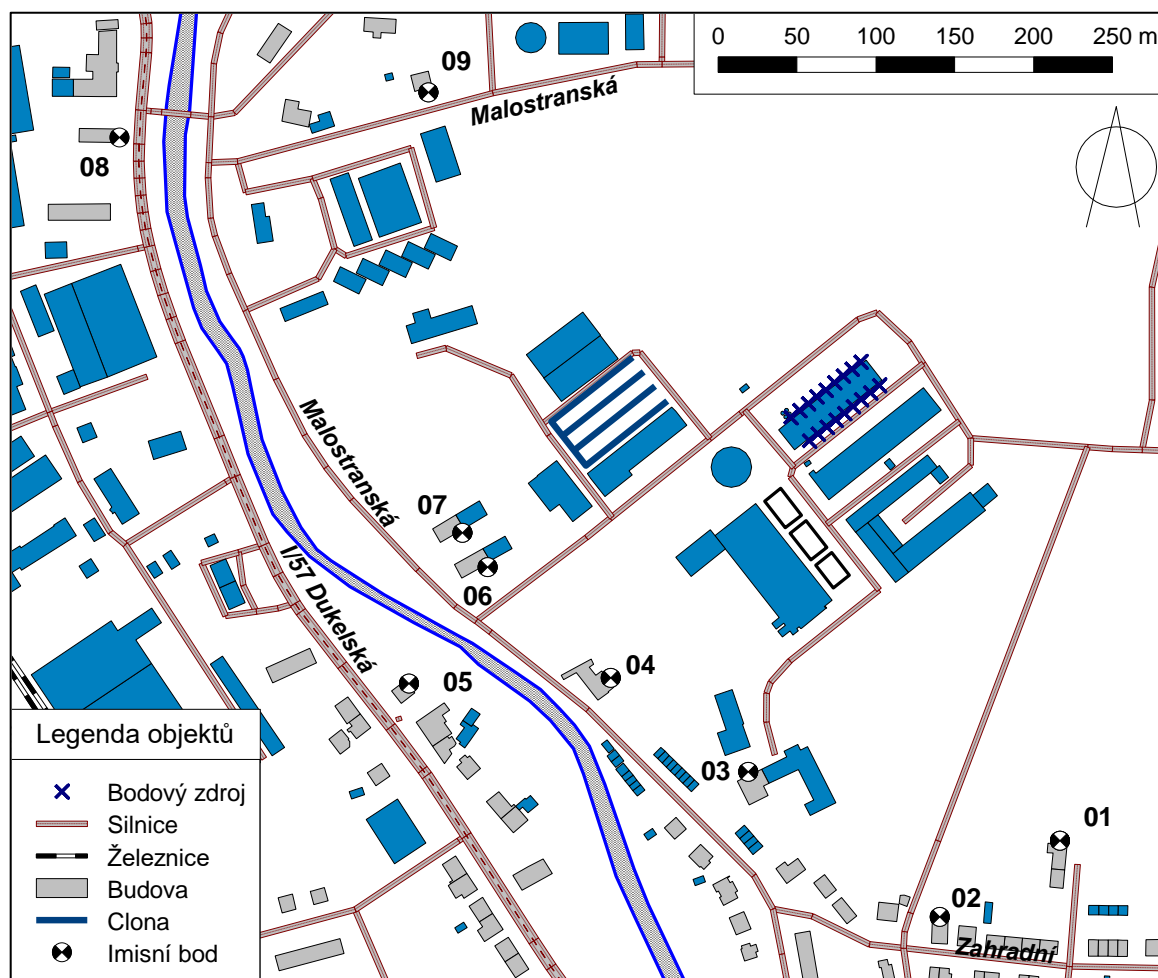 0 50 100 150 200 250 m
09
Malostranská
08
Malostranská
07
06
I/57 Dukelská
04
05
03
01
02
Zahradní
Legenda objektů
Bodový zdroj
Silnice
Železnice
Budova
Clona
Imisní bod